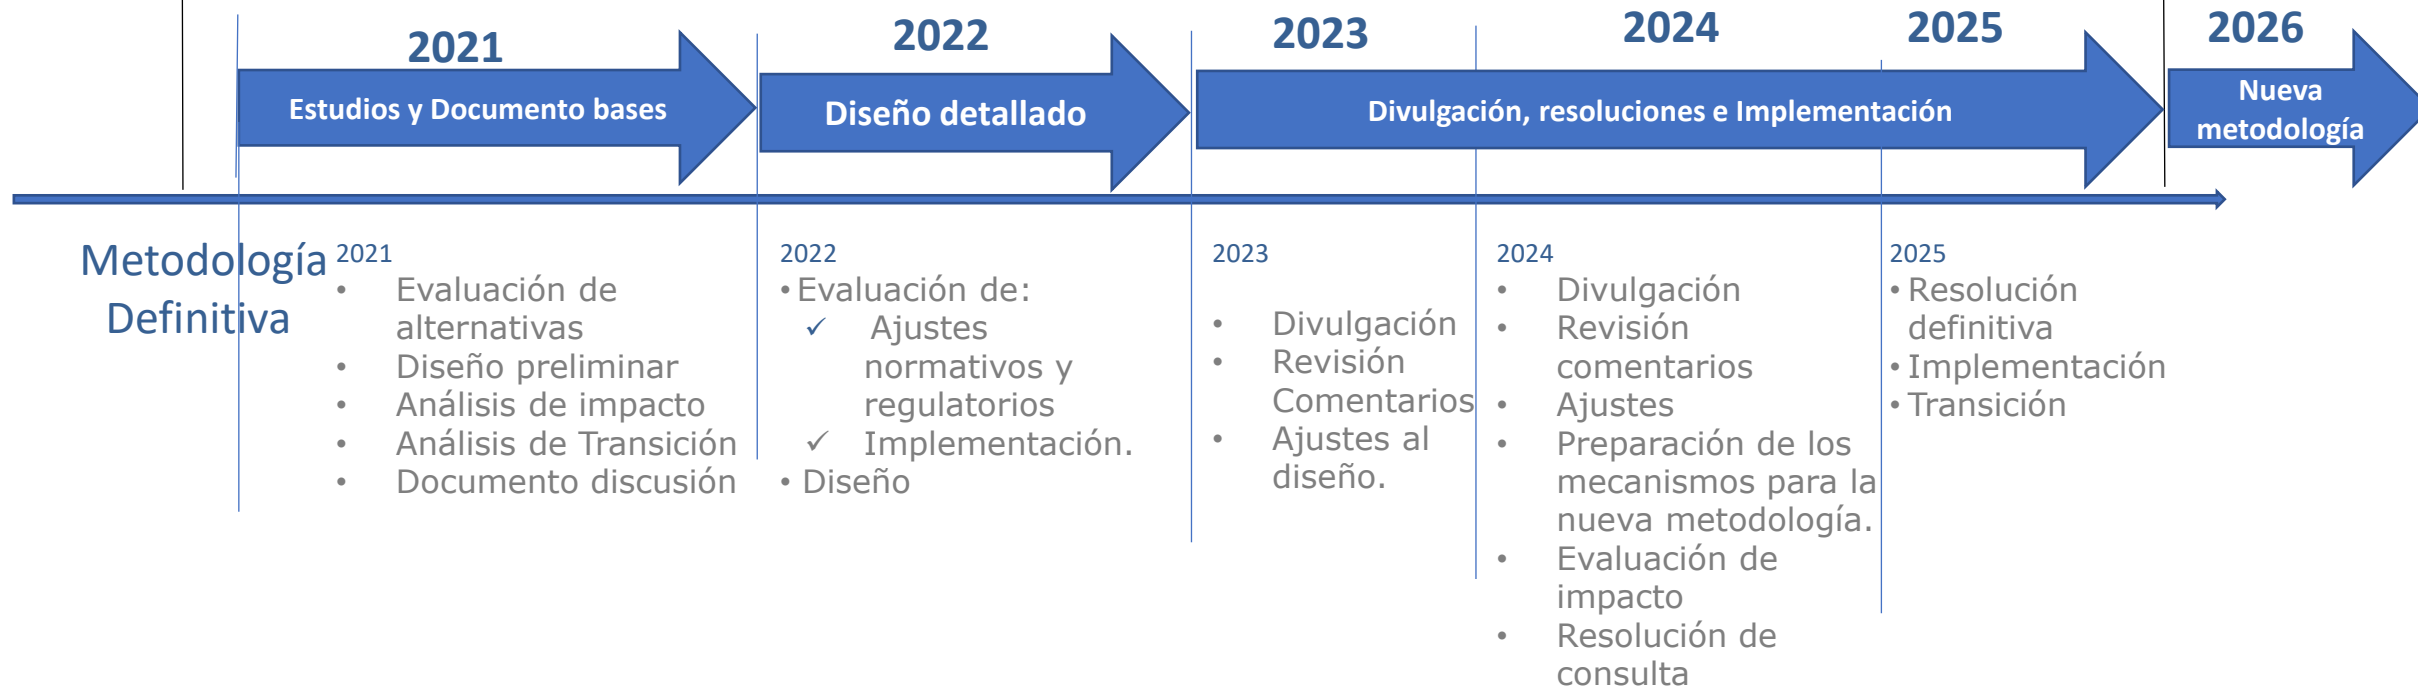 2021
2022
2023
2024
2025
2026
Estudios y Documento bases
Diseño detallado
Divulgación, resoluciones e Implementación
Nueva
metodología
Metodología
Definitiva
2021
• Evaluación de
alternativas
• Diseño preliminar
• Análisis de impacto
• Análisis de Transición
• Documento discusión
2022
• Evaluación de:
✓ Ajustes
normativos y
regulatorios
✓ Implementación.
• Diseño
2023
• Divulgación
• Revisión
Comentarios
• Ajustes al
diseño.
2024
• Divulgación
• Revisión
comentarios
• Ajustes
• Preparación de los
mecanismos para la
nueva metodología.
• Evaluación de
impacto
• Resolución de
consulta
2025
• Resolución
definitiva
• Implementación
• Transición